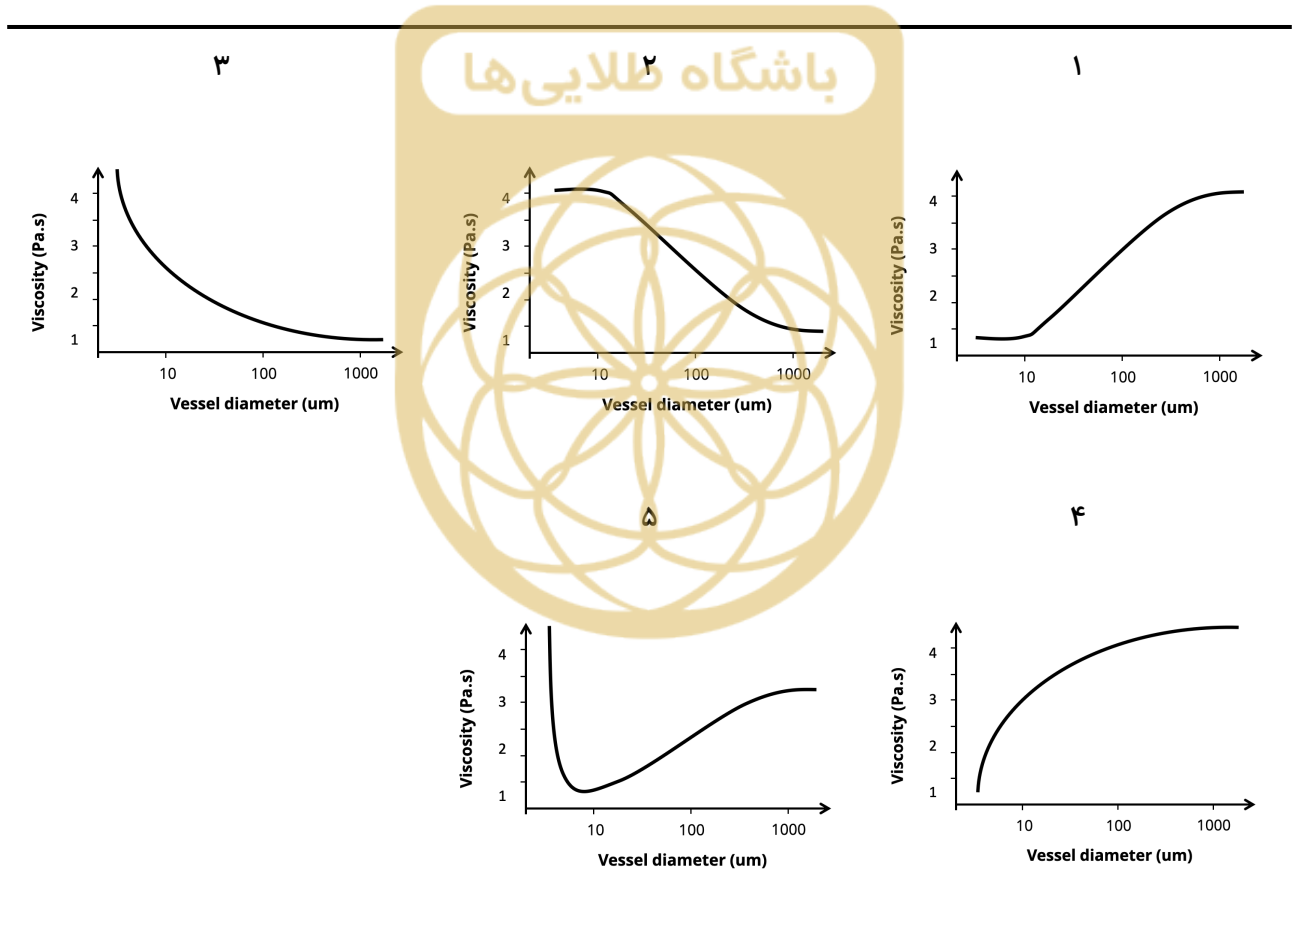 باشگاه طلایی‌ها
۱
۲
۳
Viscosity (Pa.s)
4
3
2
1
10 100 1000
Vessel diameter (um)
Viscosity (Pa.s)
4
3
2
1
10 100 1000
Vessel diameter (um)
Viscosity (Pa.s)
4
3
2
1
10 100 1000
Vessel diameter (um)
۴
۵
Viscosity (Pa.s)
4
3
2
1
10 100 1000
Vessel diameter (um)
Viscosity (Pa.s)
4
3
2
1
10 100 1000
Vessel diameter (um)